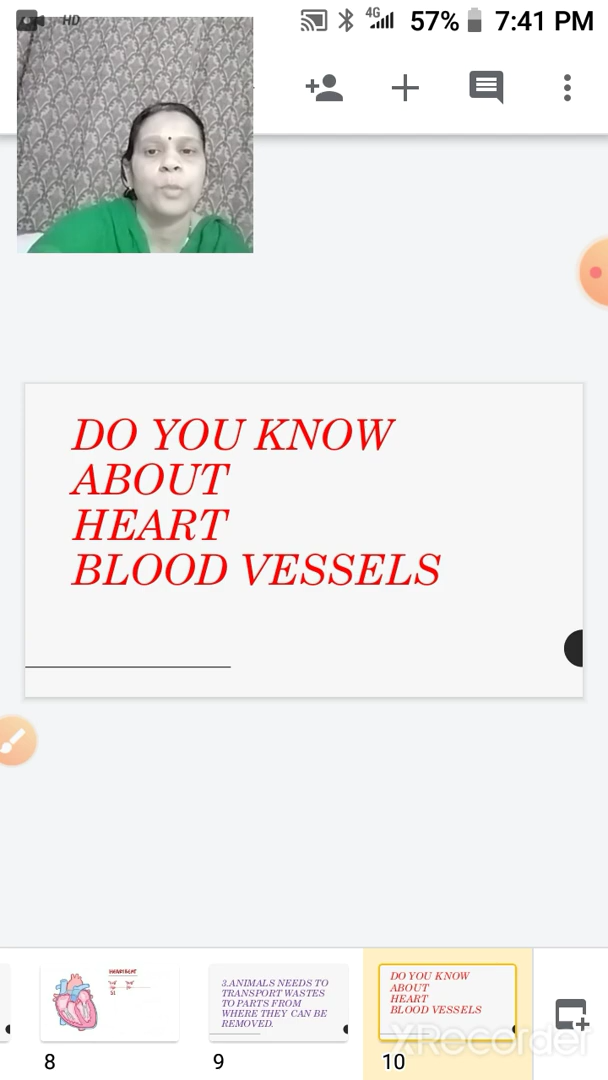 HD
4G
57%
7:41 PM
DO YOU KNOW
ABOUT
HEART
BLOOD VESSELS
HEARTBEAT
3.ANIMALS NEEDS TO
TRANSPORT WASTES
TO PARTS FROM
WHERE THEY CAN BE
REMOVED.
DO YOU KNOW
ABOUT
HEART
BLOOD VESSELS
8
9
10
XRecorder